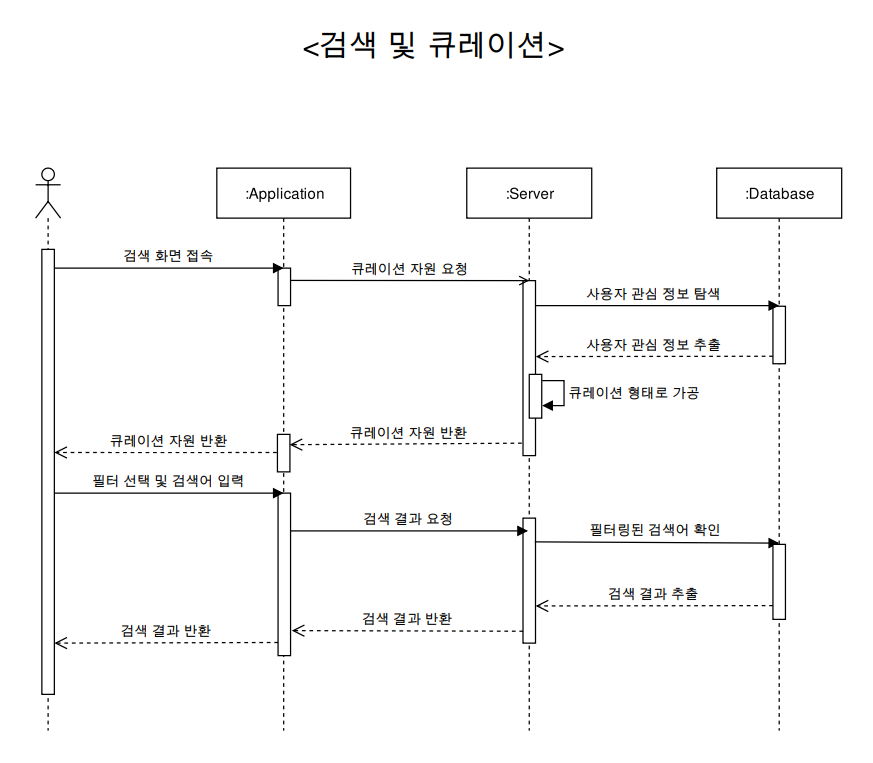 <검색 및 큐레이션>
:Application
:Server
:Database
검색 화면 접속
큐레이션 자원 요청
사용자 관심 정보 탐색
사용자 관심 정보 추출
큐레이션 형태로 가공
큐레이션 자원 반환
큐레이션 자원 반환
필터 선택 및 검색어 입력
검색 결과 요청
필터링된 검색어 확인
검색 결과 추출
검색 결과 반환
검색 결과 반환